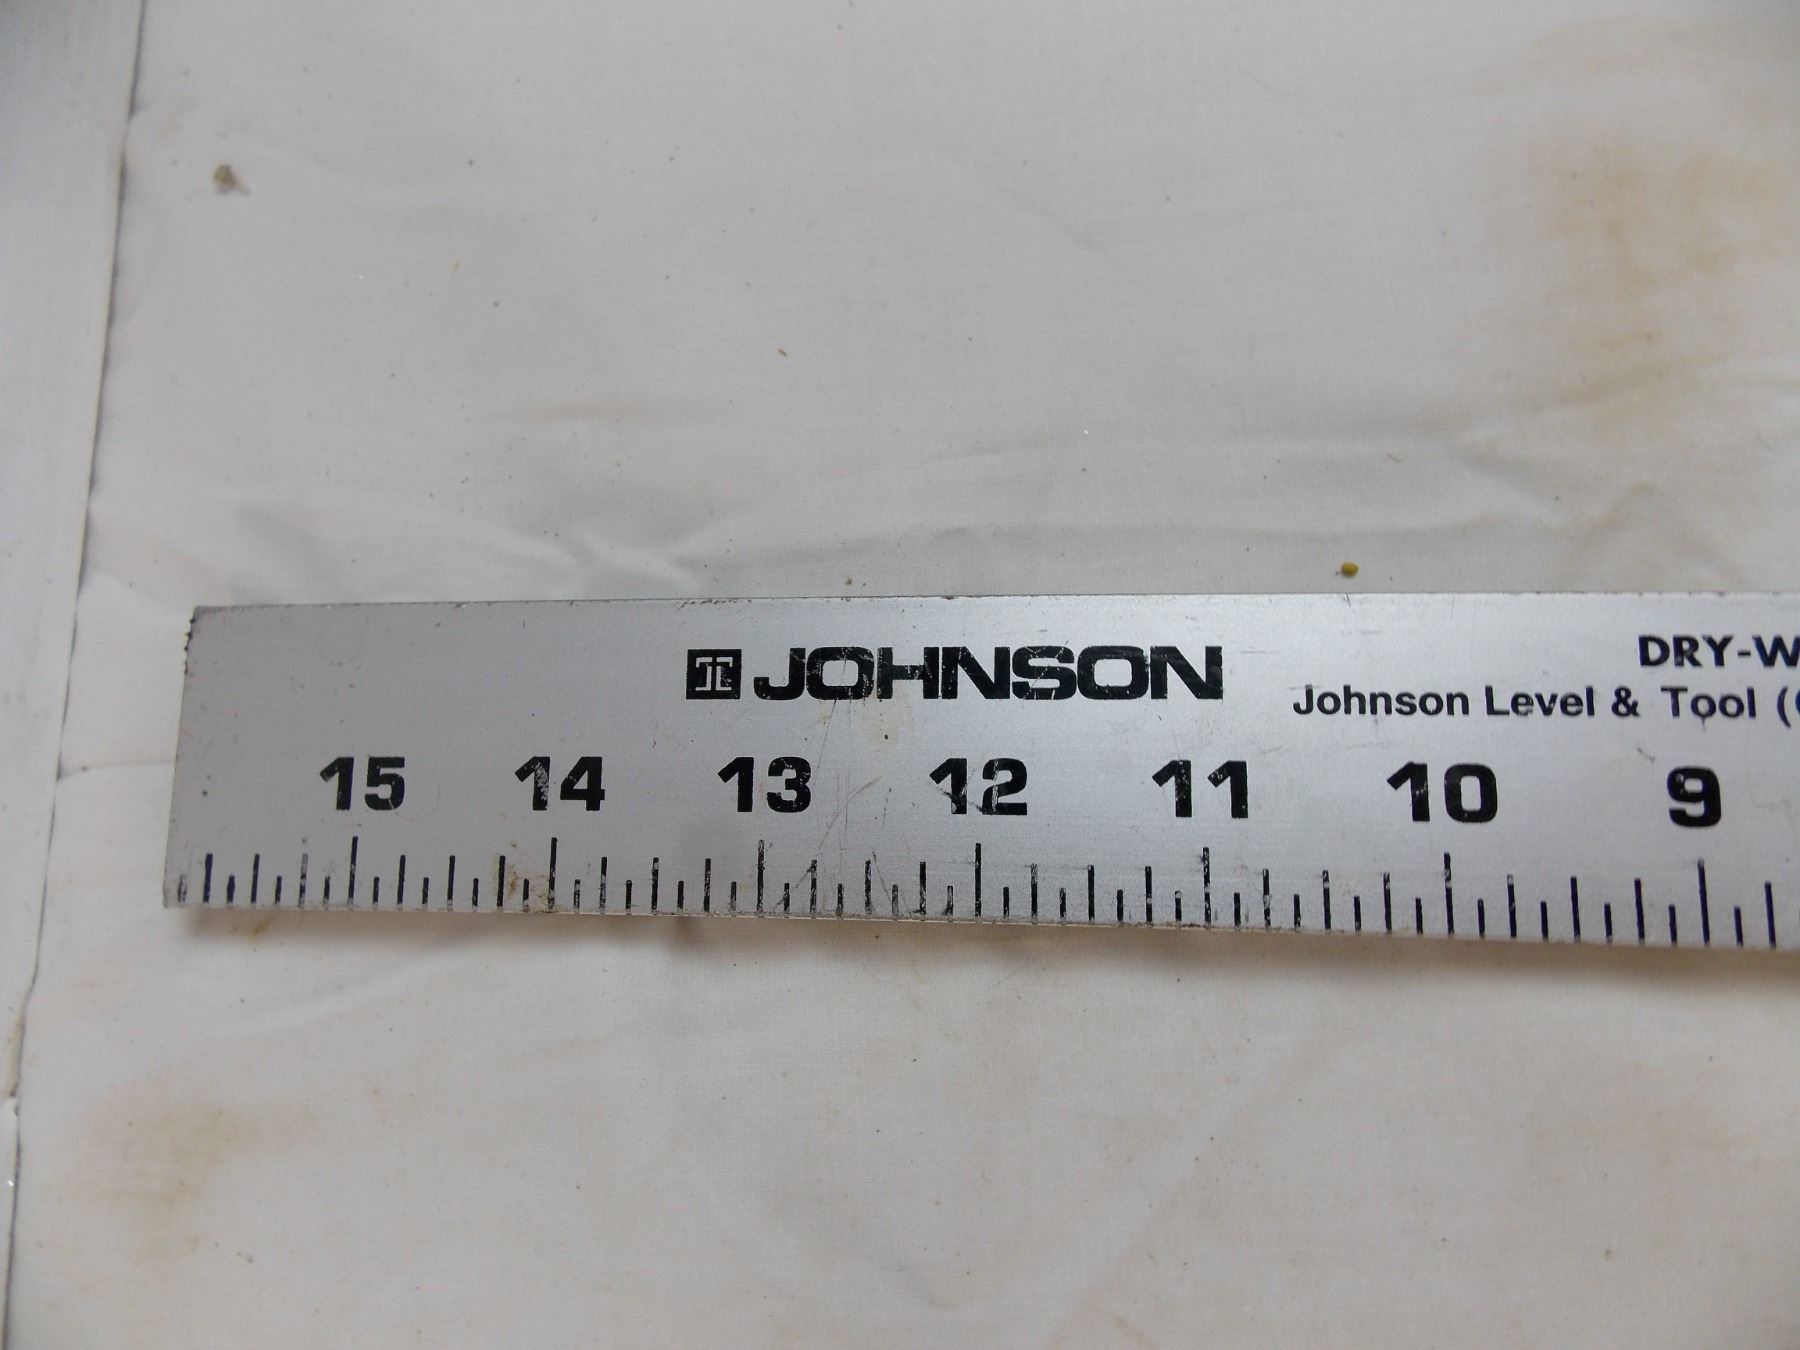 JOHNSON
DRY-W
Johnson Level & Tool (
15 14 13 12 11 10 9